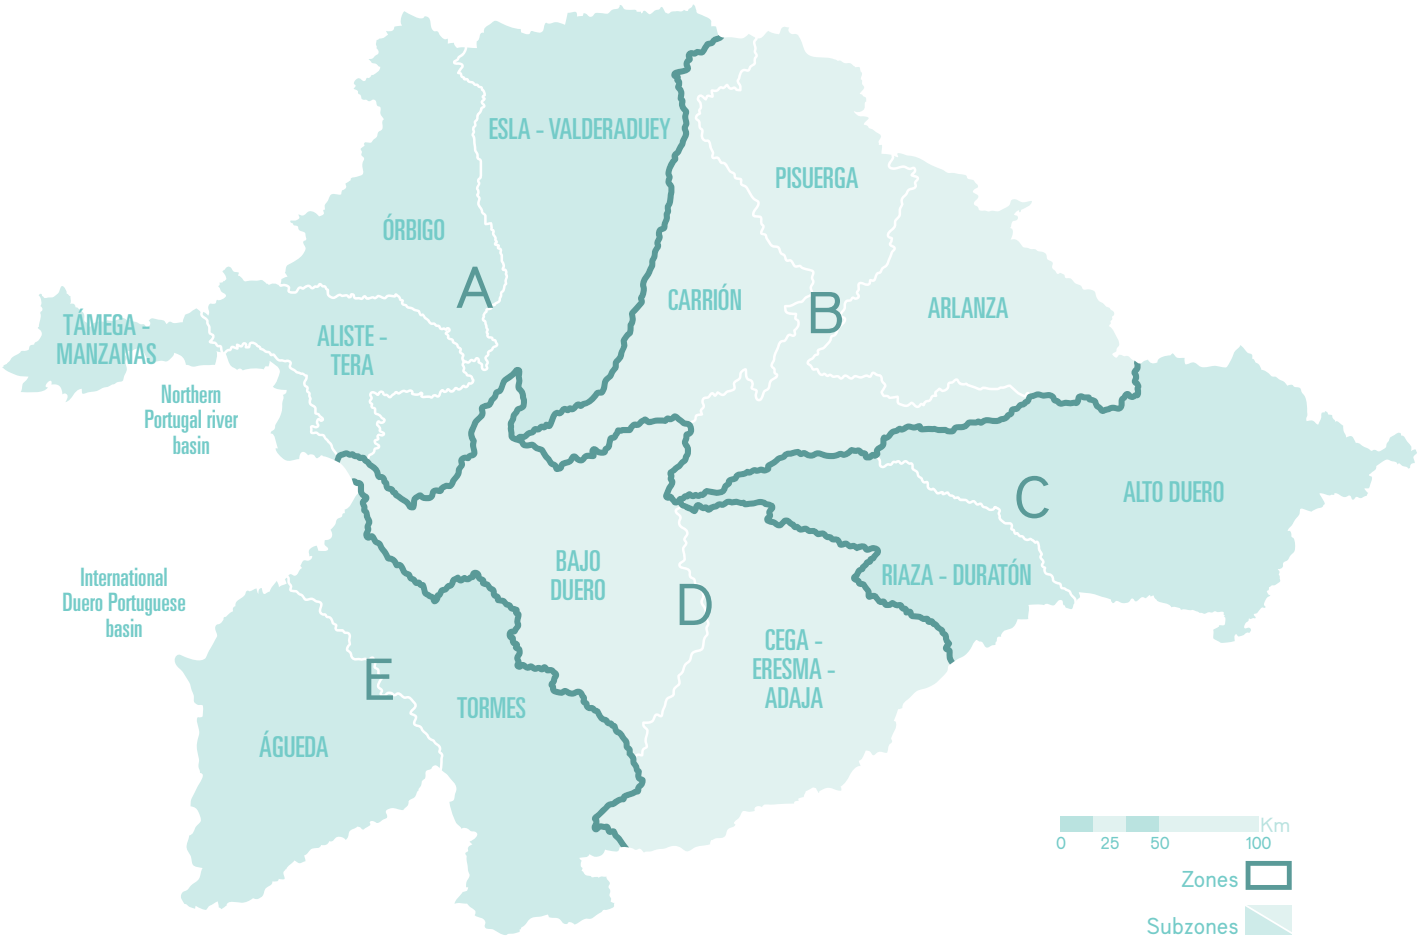 ESLA - VALDERADUEY
PISUERGA
ÓRBIGO
A
CARRIÓN
B
ARLANZA
TÁMEGA -
MANZANAS
ALISTE -
TERA
Northern
Portugal river
basin
C
ALTO DUERO
BAJO
DUERO
RIAZA - DURATÓN
International
Duero Portuguese
basin
D
CEGA -
ERESMA -
ADAJA
E
TORMES
ÁGUEDA
Km
0 25 50 100
Zones
Subzones